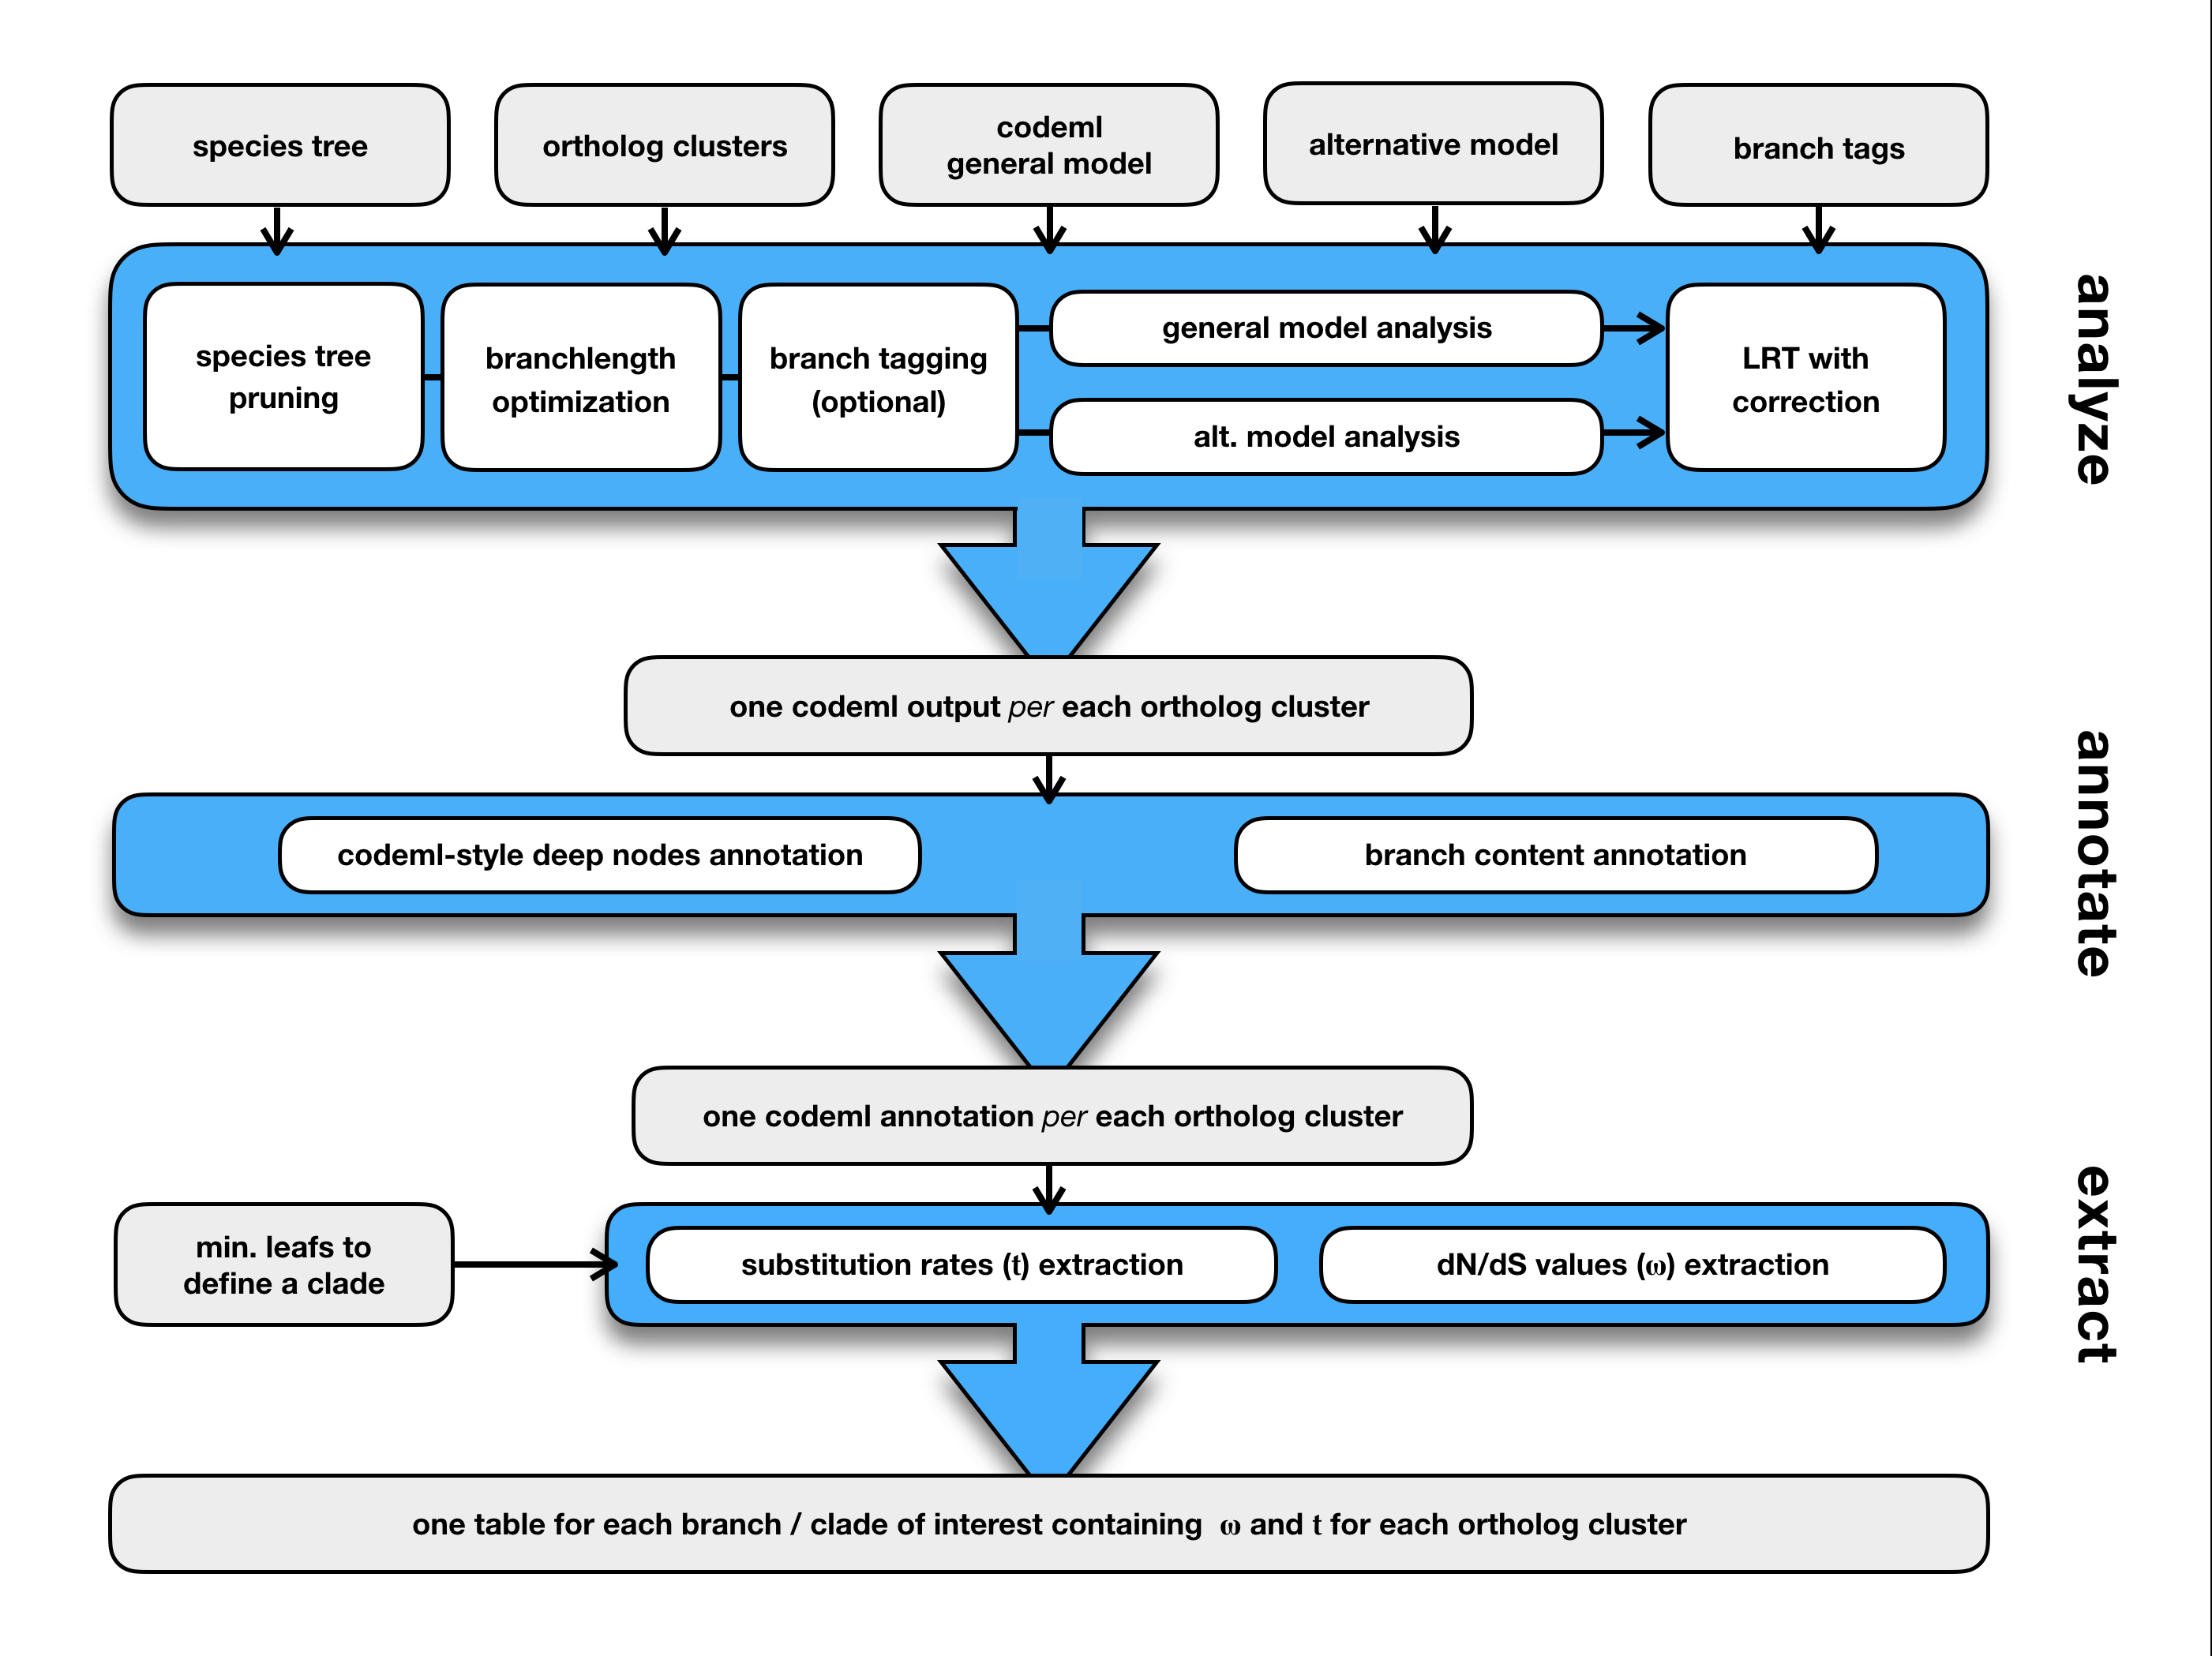 species tree
ortholog clusters
codeml
general model
alternative model
branch tags
species tree
pruning
branchlength
optimization
branch tagging
(optional)
general model analysis
alt. model analysis
LRT with
correction
analyze
one codeml output per each ortholog cluster
codeml-style deep nodes annotation
branch content annotation
annotate
one codeml annotation per each ortholog cluster
min. leafs to
define a clade
substitution rates (t) extraction
dN/dS values (ω) extraction
extract
one table for each branch / clade of interest containing ω and t for each ortholog cluster